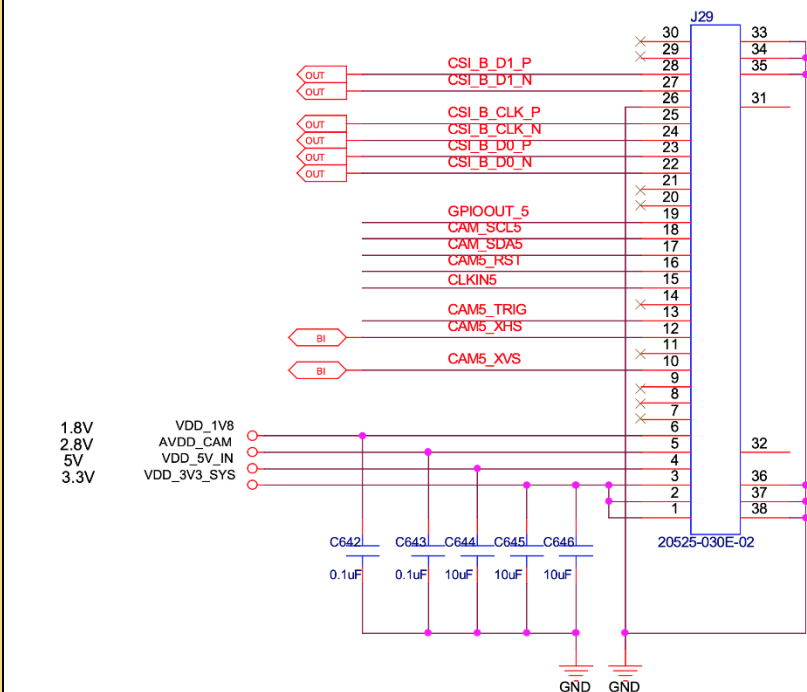 J29
30 33
29 34
CSI_B_D1_P 28 35
OUT CSI_B_D1_N 27
OUT 26 31
CSI_B_CLK_P 25
OUT CSI_B_CLK_N 24
OUT CSI_B_D0_P 23
OUT CSI_B_D0_N 22
OUT 21
20
GPIOOUT_5 19
CAM_SCL5 18
CAM_SDA5 17
CAM5_RST 16
CLKIN5 15
14
CAM5_TRIG 13
CAM5_XHS 12
BI 11
CAM5_XVS 10
BI 9
8
7
1.8V VDD_1V8 6
2.8V AVDD_CAM 5 32
5V VDD_5V_IN 4
3.3V VDD_3V3_SYS 3 36
2 37
1 38
C642 C643 C644 C645 C646 20525-030E-02
0.1uF 0.1uF 10uF 10uF 10uF
GND GND